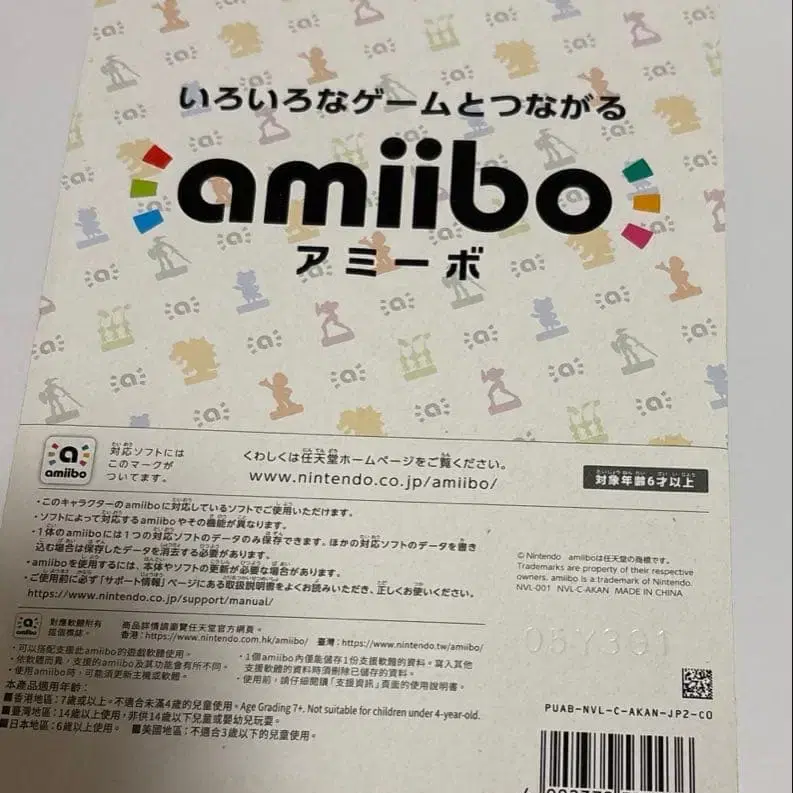 いろいろなゲームとつながる
amiibo
アミーボ
a
amiibo
対応ソフトには
このマークが
ついてます。
くわしくは任天堂ホームページをご覧ください。
www.nintendo.co.jp/amiibo/
対象年齢6才以上
・このキャラクターのamiiboに対応しているソフトでご使用いただけます。
・ソフトによって対応するamiiboやその機能が異なります。
・1体のamiiboには1つの対応ソフトのデータのみ保存できます。ほかの対応ソフトのデータを書き
込む場合は保存したデータを消去する必要があります。
・amiiboを使用するには、本体やソフトの更新が必要な場合があります。
・ご使用前に必ず「サポート情報」ページにある取扱説明書をよくお読みいただき、正しくお使いください。
https://www.nintendo.co.jp/support/manual/
© Nintendo amiiboは任天堂の商標です。
Trademarks are property of their respective
owners. amiibo is a trademark of Nintendo.
NVL-001 NVL-C-AKAN MADE IN CHINA
05Y301
a
amiibo
對應軟體附有
這個標誌。
商品詳情請瀏覽任天堂官方網頁。
香港：https://www.nintendo.com.hk/amiibo/ 臺灣：https://www.nintendo.tw/amiibo/
・可以搭配支援此amiibo的遊戲軟體使用。
・依軟體而異，支援的amiibo及其功能會有所不同。
・使用amiibo時，可能須更新主機或軟體。
・1個amiibo內僅能儲存1份支援軟體的資料。寫入其他
支援軟體的資料時須刪除已儲存的資料。
・使用前，請仔細閱讀「支援資訊」頁面的使用說明書。
本產品適用年齡：
■香港地區：7歲或以上。不適合未滿4歲的兒童使用。Age Grading 7+. Not suitable for children under 4-year-old.
■臺灣地區：14歲以上使用，非供14歲以下兒童或嬰幼兒玩耍。
■日本地區：6歲以上使用。 ■美國地區：不適合3歲以下的兒童使用。
PUAB-NVL-C-AKAN-JP2-C0